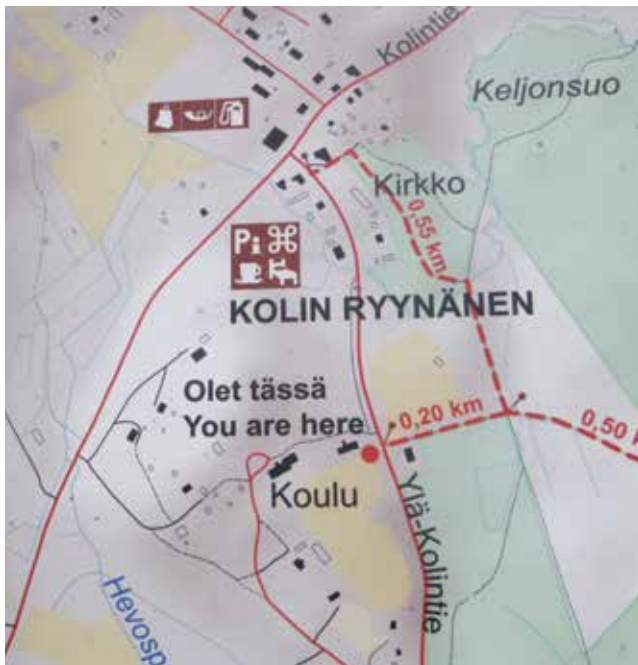 Kolintie
Keljonsuo
Kirkko
0,55 km
Pi
KOLIN RYYNÄNEN
Olet tässä
You are here
0,20 km
0,50
Koulu
Ylä-Kolintie
Hevosp